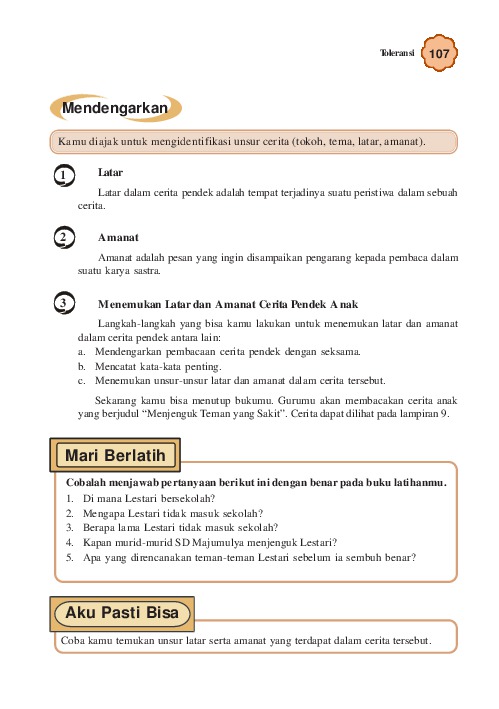 Toleransi
107
Mendengarkan
Kamu diajak untuk mengidentifikasi unsur cerita (tokoh, tema, latar, amanat).
1 Latar
Latar dalam cerita pendek adalah tempat terjadinya suatu peristiwa dalam sebuah
cerita.
2 Amanat
Amanat adalah pesan yang ingin disampaikan pengarang kepada pembaca dalam
suatu karya sastra.
3 Menemukan Latar dan Amanat Cerita Pendek Anak
Langkah-langkah yang bisa kamu lakukan untuk menemukan latar dan amanat
dalam cerita pendek antara lain:
a. Mendengarkan pembacaan cerita pendek dengan seksama.
b. Mencatat kata-kata penting.
c. Menemukan unsur-unsur latar dan amanat dalam cerita tersebut.
Sekarang kamu bisa menutup bukumu. Gurumu akan membacakan cerita anak
yang berjudul “Menjenguk Teman yang Sakit”. Cerita dapat dilihat pada lampiran 9.
Mari Berlatih
Cobalah menjawab pertanyaan berikut ini dengan benar pada buku latihanmu.
1. Di mana Lestari bersekolah?
2. Mengapa Lestari tidak masuk sekolah?
3. Berapa lama Lestari tidak masuk sekolah?
4. Kapan murid-murid SD Majumulya menjenguk Lestari?
5. Apa yang direncanakan teman-teman Lestari sebelum ia sembuh benar?
Aku Pasti Bisa
Coba kamu temukan unsur latar serta amanat yang terdapat dalam cerita tersebut.